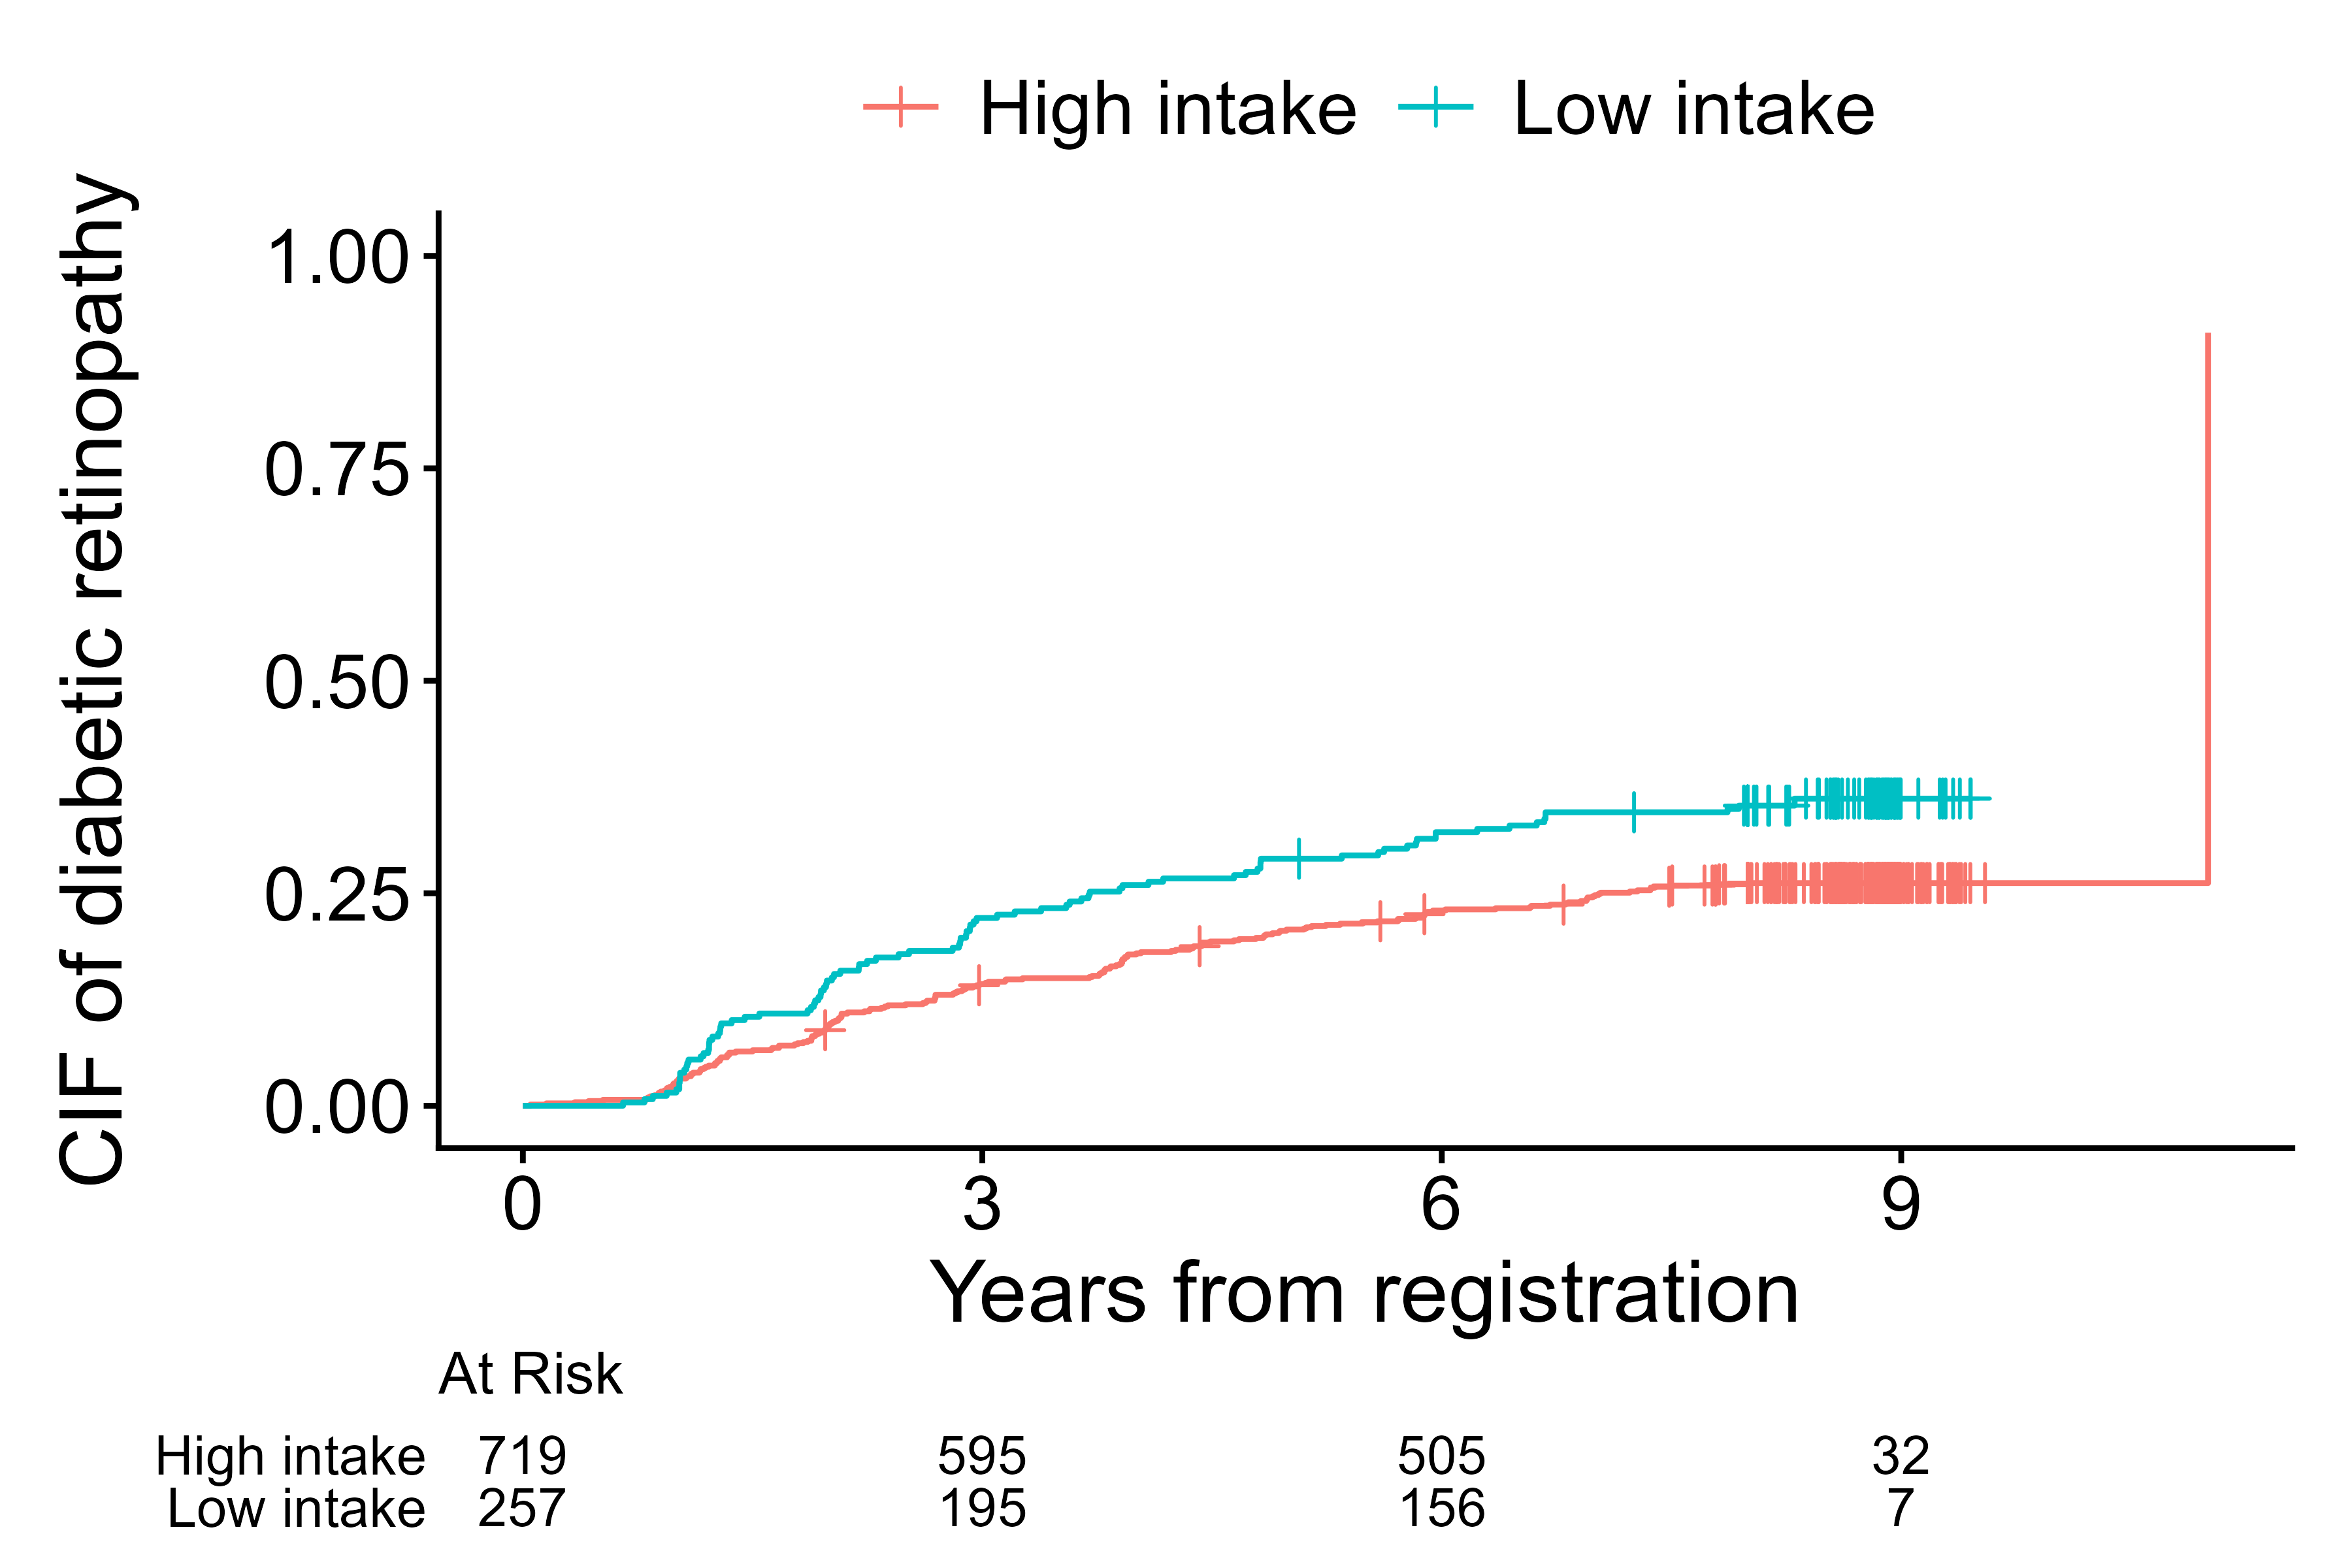 High intake Low intake
CIF of diabetic retinopathy
1.00
0.75
0.50
0.25
0.00
0 3 6 9
Years from registration
At Risk
High intake 719 595 505 32
Low intake 257 195 156 7